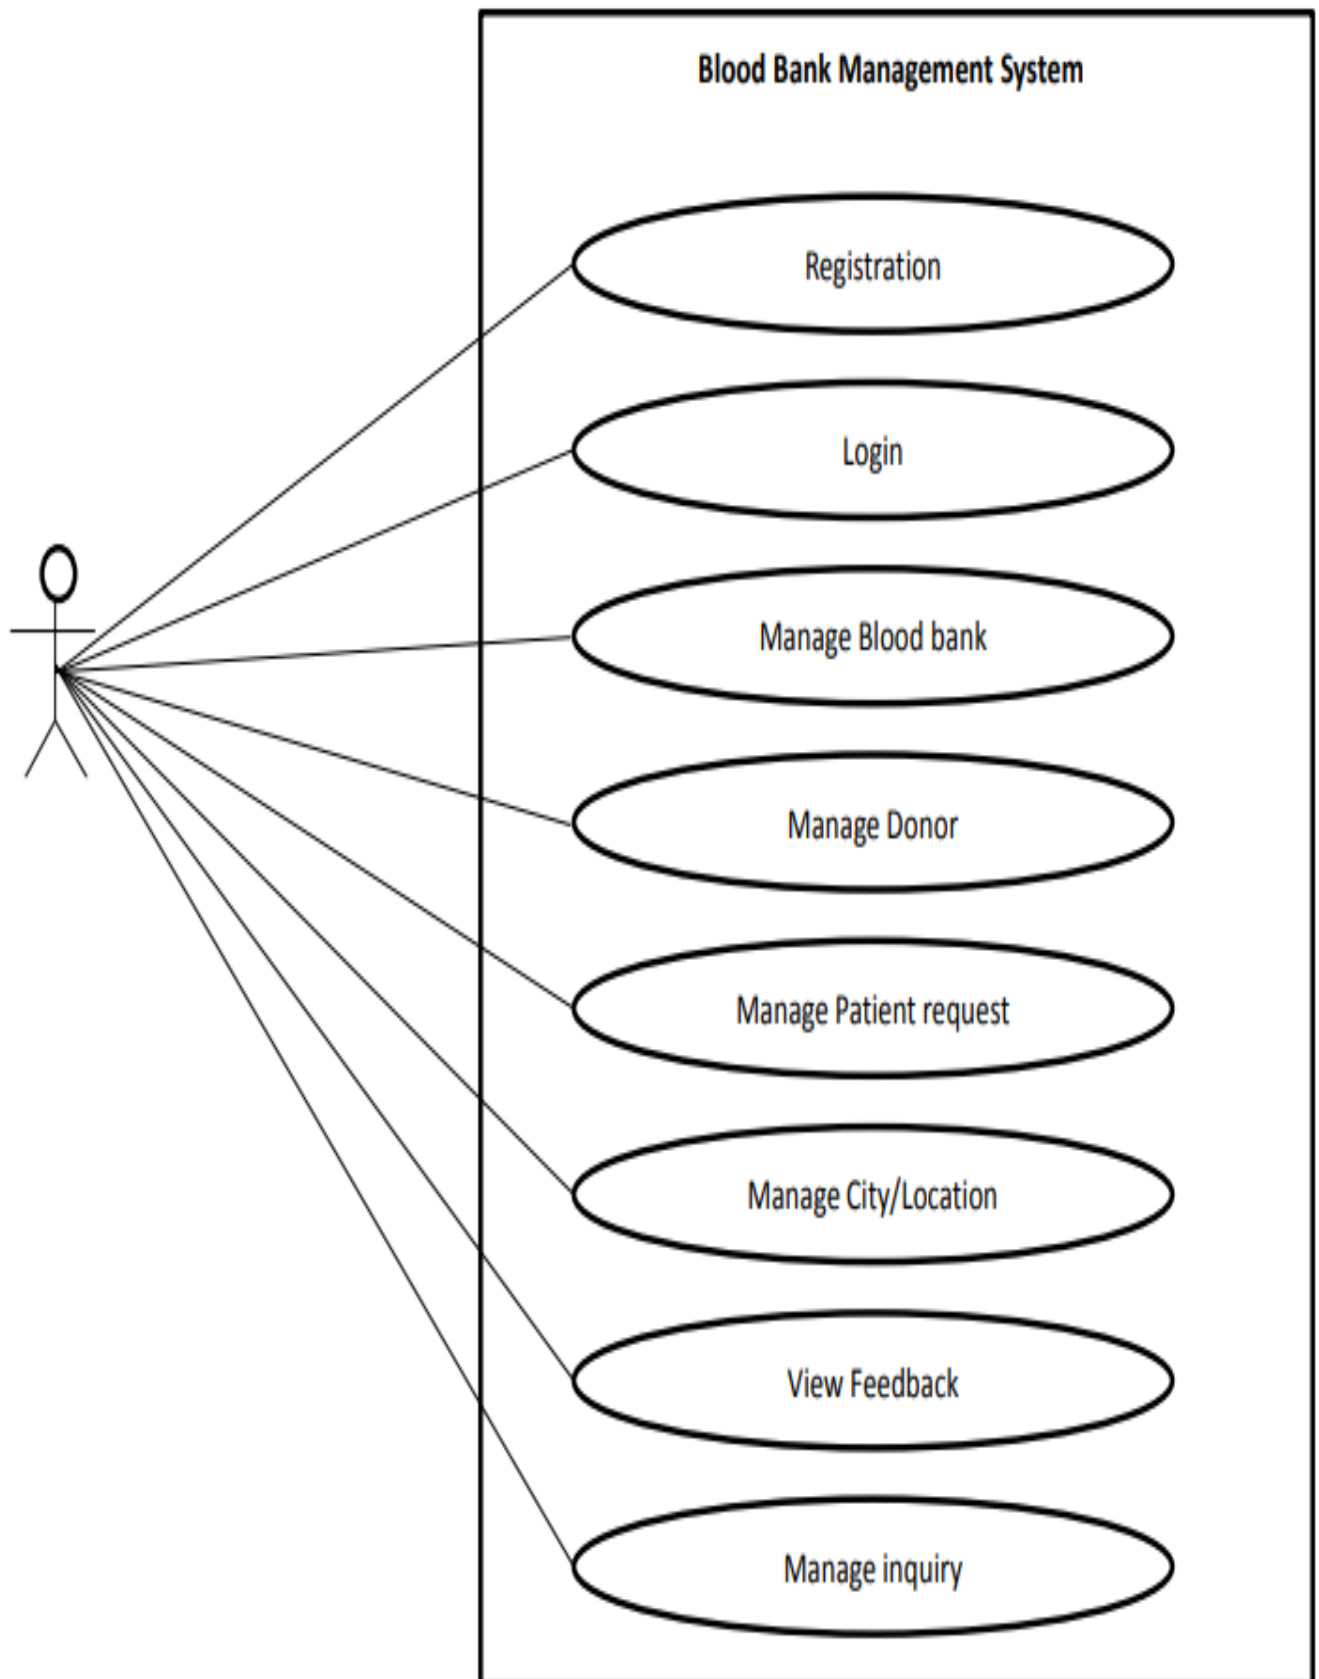 Blood Bank Management System
Registration
Login
Manage Blood bank
Manage Donor
Manage Patient request
Manage City/Location
View Feedback
Manage inquiry